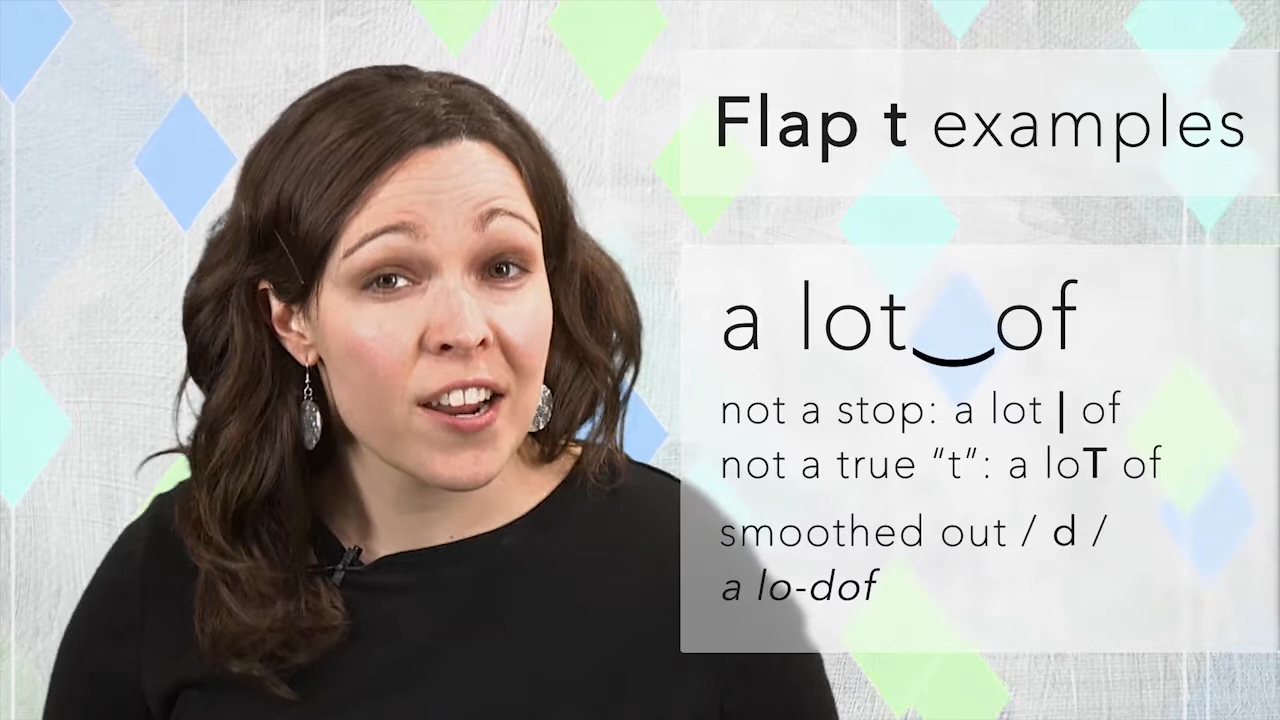 Flap t examples
a lot of
not a stop: a lot | of
not a true "t": a loT of
smoothed out / d /
a lo-dof